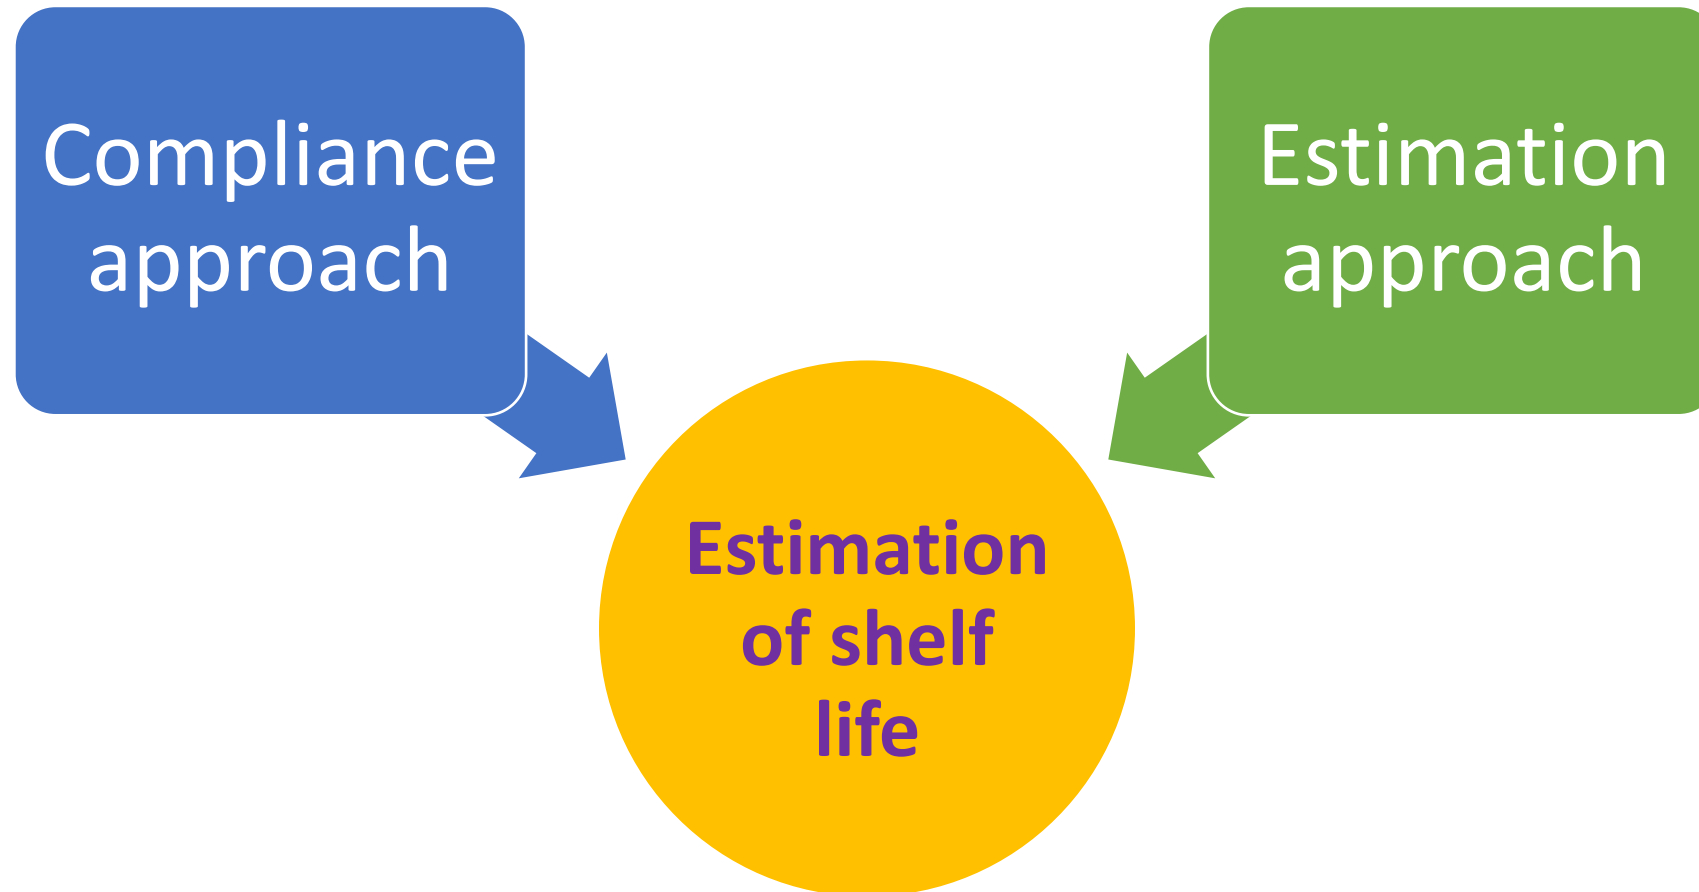 Compliance
approach
Estimation
approach
Estimation
of shelf
life